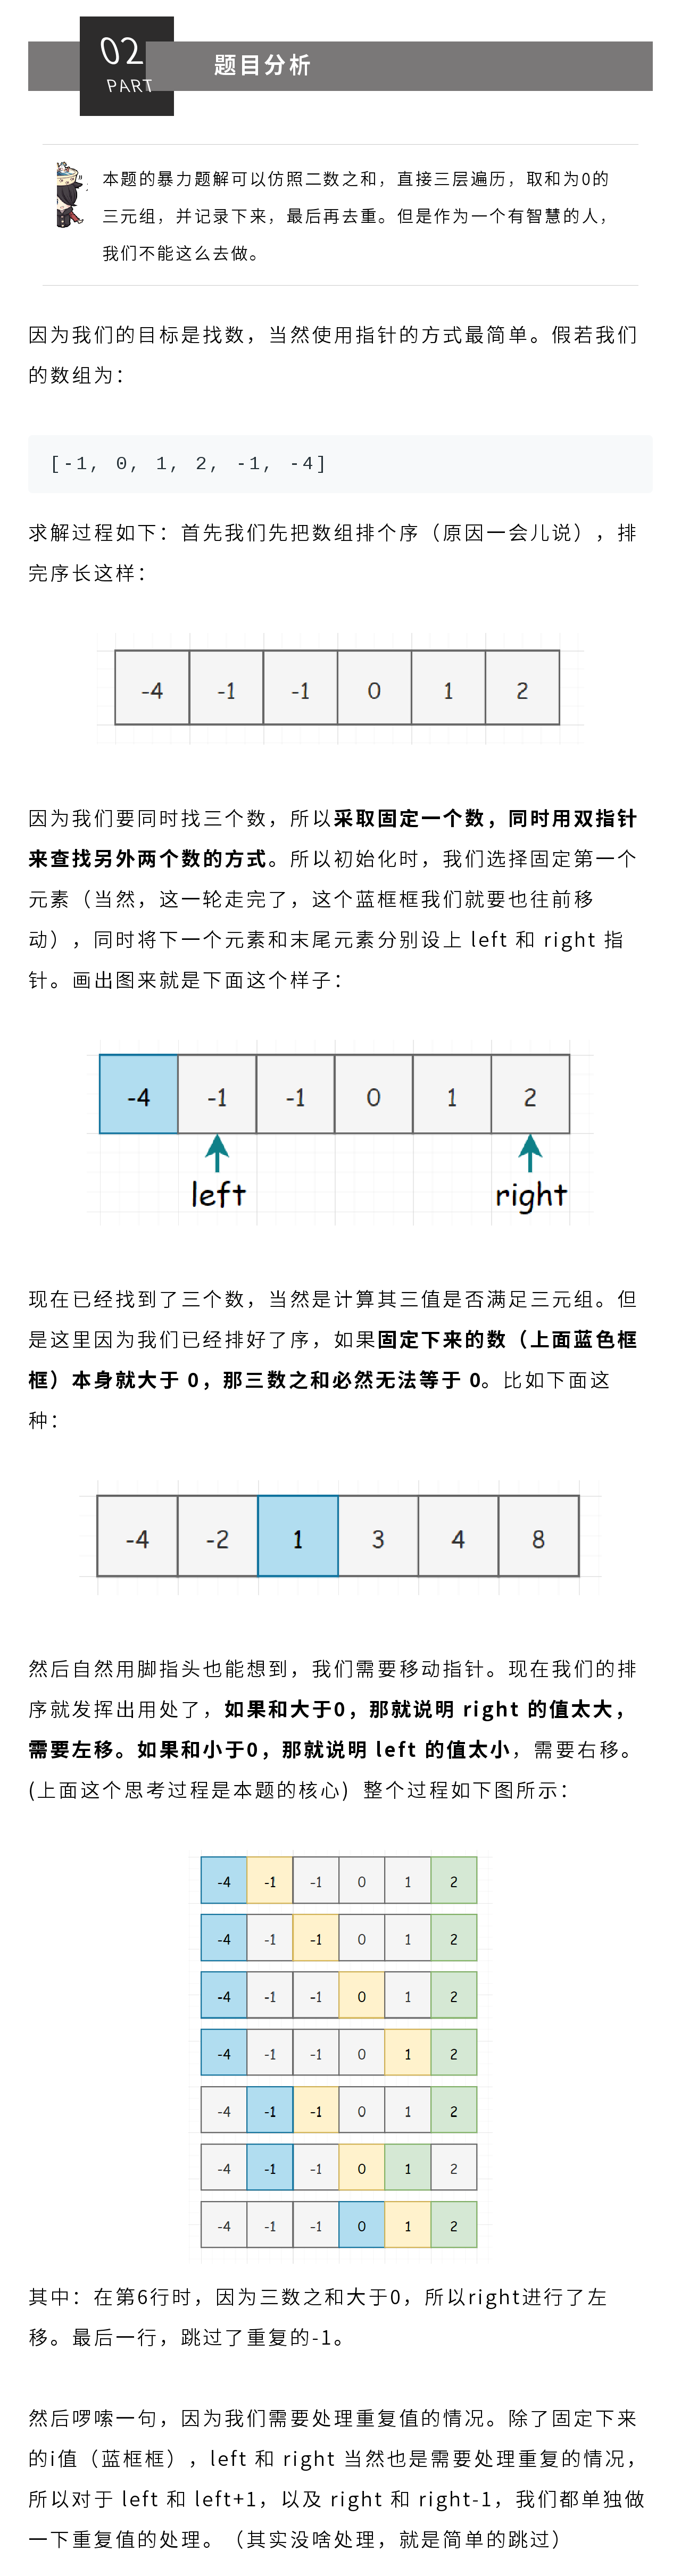 02
PART
题目分析
本题的暴力题解可以仿照二数之和，直接三层遍历，取和为0的
三元组，并记录下来，最后再去重。但是作为一个有智慧的人，
我们不能这么去做。
因为我们的目标是找数，当然使用指针的方式最简单。假若我们
的数组为：
[-1, 0, 1, 2, -1, -4]
求解过程如下：首先我们先把数组排个序（原因一会儿说），排
完序长这样：
-4 -1 -1 0 1 2
因为我们要同时找三个数，所以采取固定一个数，同时用双指针
来查找另外两个数的方式。所以初始化时，我们选择固定第一个
元素（当然，这一轮走完了，这个蓝框框我们就要也往前移
动），同时将下一个元素和末尾元素分别设上 left 和 right 指
针。画出图来就是下面这个样子：
-4 -1 -1 0 1 2
left right
现在已经找到了三个数，当然是计算其三值是否满足三元组。但
是这里因为我们已经排好了序，如果固定下来的数（上面蓝色框
框）本身就大于 0，那三数之和必然无法等于 0。比如下面这
种：
-4 -2 1 3 4 8
然后自然用脚指头也能想到，我们需要移动指针。现在我们的排
序就发挥出用处了，如果和大于0，那就说明 right 的值太大，
需要左移。如果和小于0，那就说明 left 的值太小，需要右移。
(上面这个思考过程是本题的核心) 整个过程如下图所示：
-4 -1 -1 0 1 2
-4 -1 -1 0 1 2
-4 -1 -1 0 1 2
-4 -1 -1 0 1 2
-4 -1 -1 0 1 2
-4 -1 -1 0 1 2
-4 -1 -1 0 1 2
其中：在第6行时，因为三数之和大于0，所以right进行了左
移。最后一行，跳过了重复的-1。
然后啰嗦一句，因为我们需要处理重复值的情况。除了固定下来
的i值（蓝框框），left 和 right 当然也是需要处理重复的情况，
所以对于 left 和 left+1，以及 right 和 right-1，我们都单独做
一下重复值的处理。（其实没啥处理，就是简单的跳过）